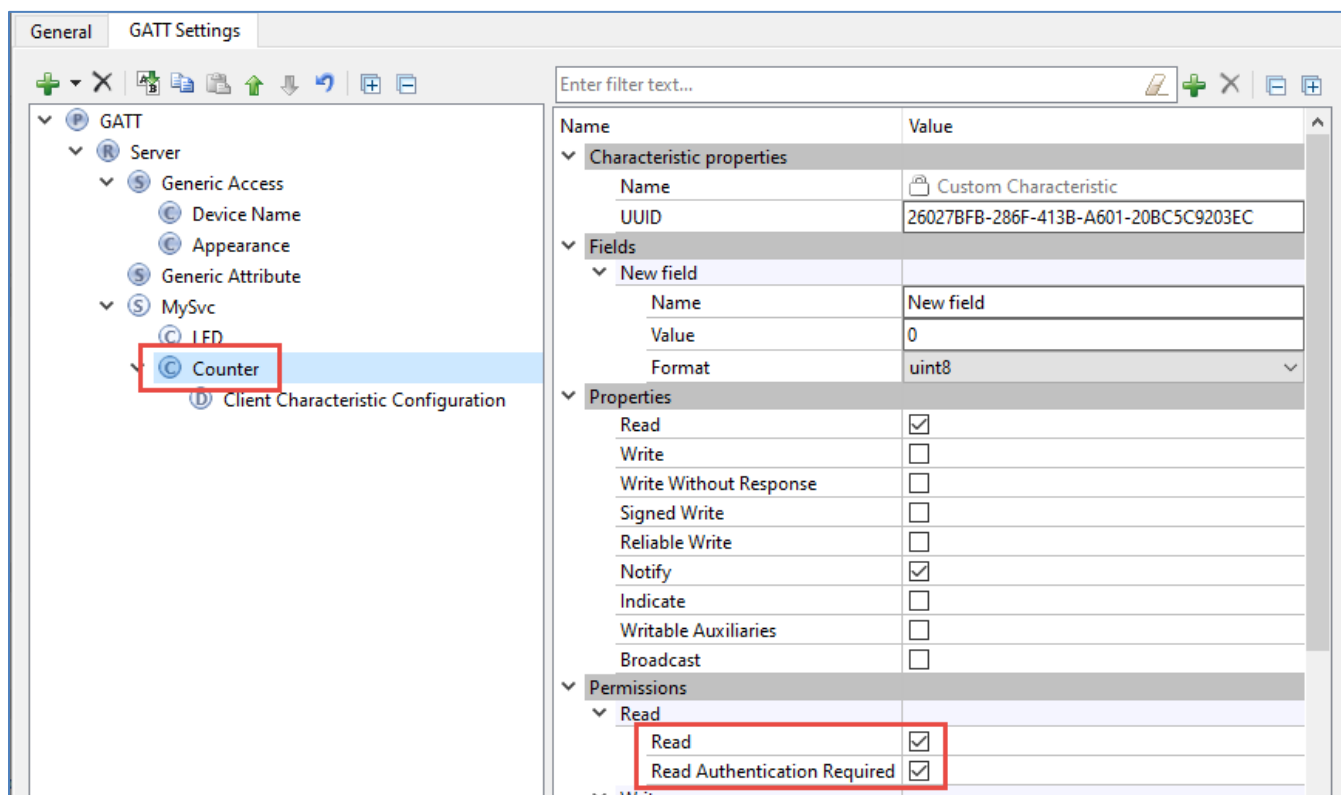 General GATT Settings
Enter filter text...
GATT
Server
Generic Access
Device Name
Appearance
Generic Attribute
MySvc
LED
Counter
Client Characteristic Configuration
Name Value
Characteristic properties
Name Custom Characteristic
UUID 26027BFB-286F-413B-A601-20BC5C9203EC
Fields
New field
Name New field
Value 0
Format uint8
Properties
Read
Write
Write Without Response
Signed Write
Reliable Write
Notify
Indicate
Writable Auxiliaries
Broadcast
Permissions
Read
Read
Read Authentication Required